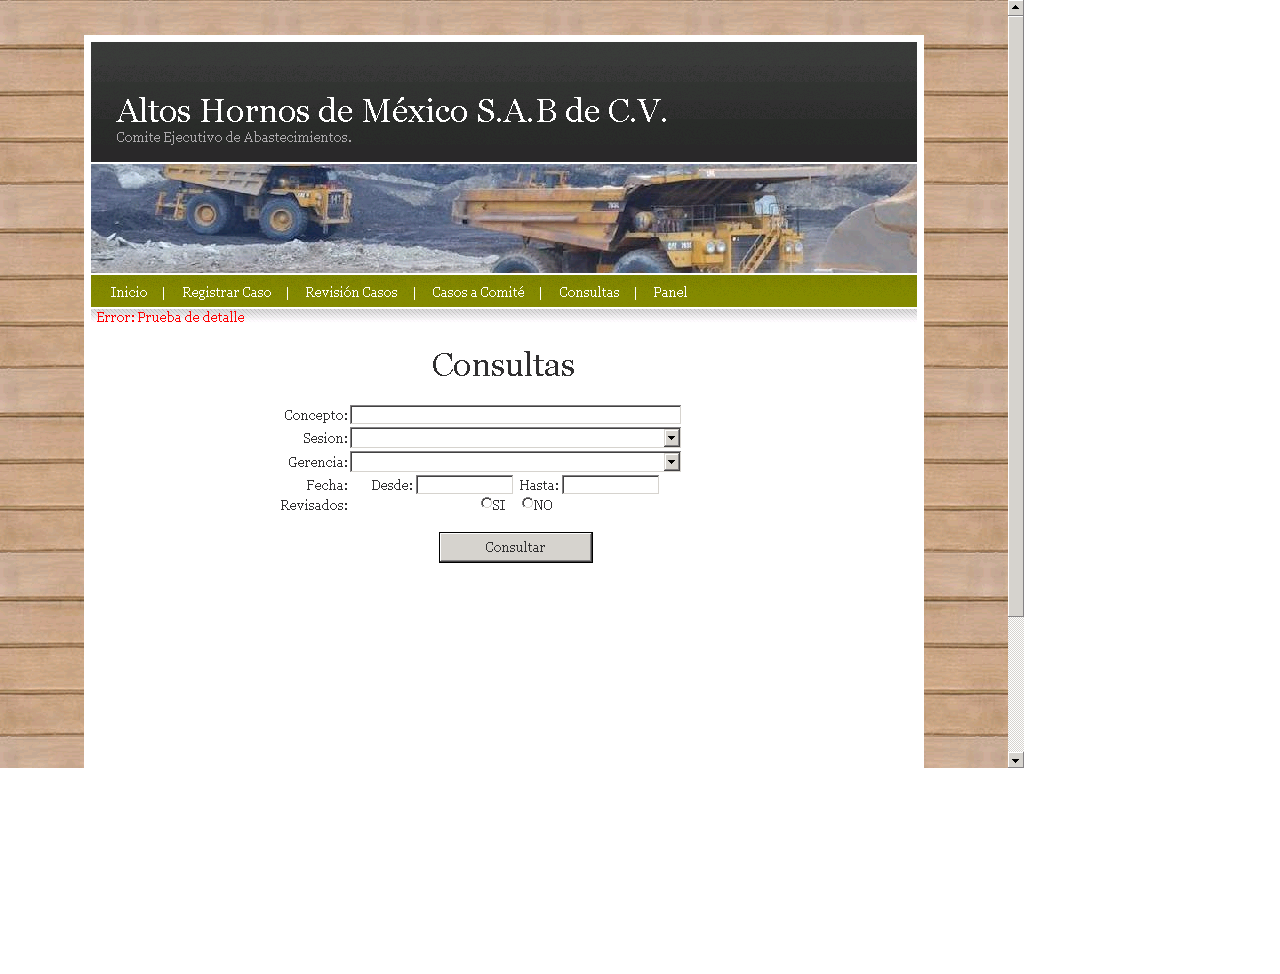 Altos Hornos de México S.A.B de C.V.
Comite Ejecutivo de Abastecimientos.
Inicio | Registrar Caso | Revisión Casos | Casos a Comité | Consultas | Panel
Error: Prueba de detalle
Consultas
Concepto:
Sesion:
Gerencia:
Fecha: Desde: Hasta:
Revisados: SI NO
Consultar